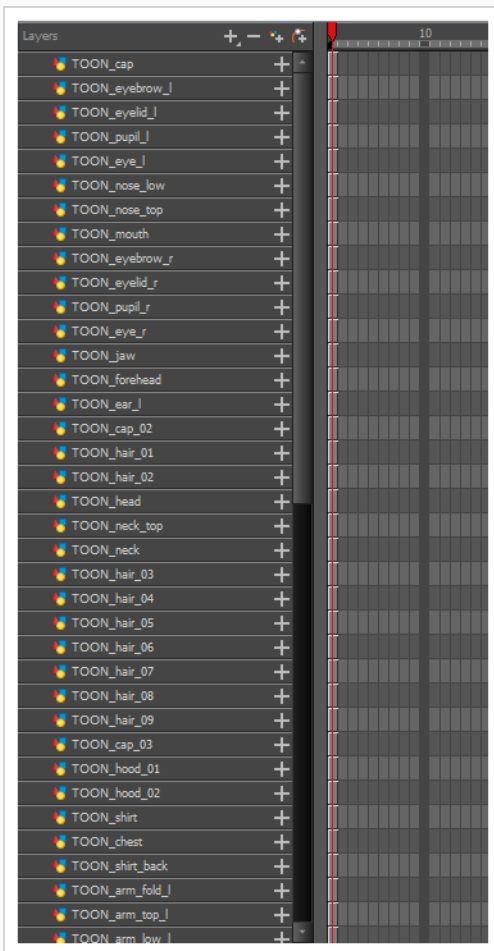 Layers
10
TOON_cap
TOON_eyebrow_l
TOON_eyelid_l
TOON_pupil_l
TOON_eye_l
TOON_nose_low
TOON_nose_top
TOON_mouth
TOON_eyebrow_r
TOON_eyelid_r
TOON_pupil_r
TOON_eye_r
TOON_jaw
TOON_forehead
TOON_ear_l
TOON_cap_02
TOON_hair_01
TOON_hair_02
TOON_head
TOON_neck_top
TOON_neck
TOON_hair_03
TOON_hair_04
TOON_hair_05
TOON_hair_06
TOON_hair_07
TOON_hair_08
TOON_hair_09
TOON_cap_03
TOON_hood_01
TOON_hood_02
TOON_shirt
TOON_chest
TOON_shirt_back
TOON_arm_fold_l
TOON_arm_top_l
TOON_arm_low_l